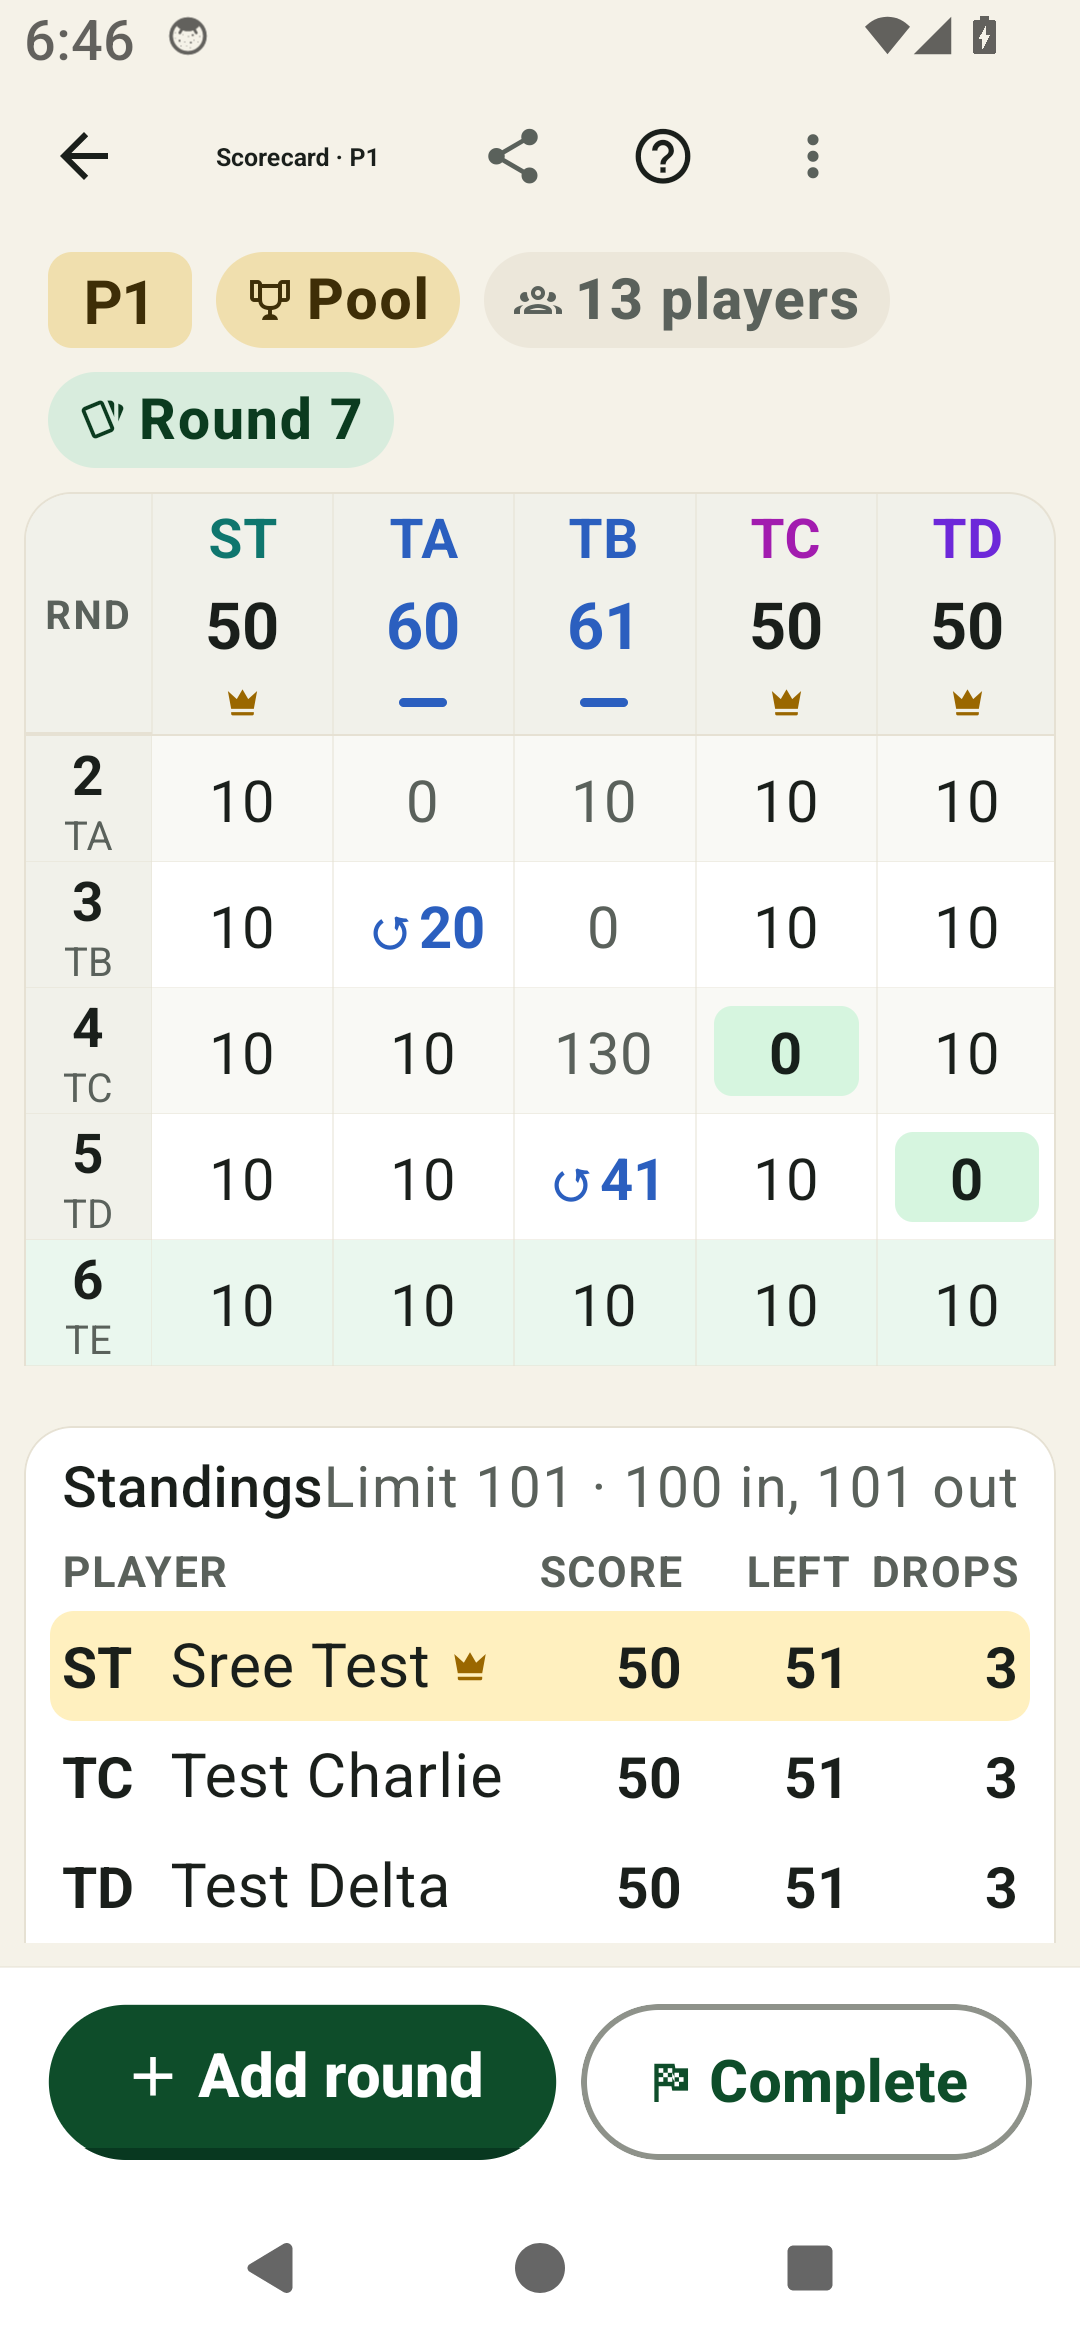 6:46
Scorecard · P1
P1 Pool 13 players
Round 7
RND ST TA TB TC TD
50 60 61 50 50
2 TA 10 0 10 10 10
3 TB 10 20 0 10 10
4 TC 10 10 130 0 10
5 TD 10 10 41 10 0
6 TE 10 10 10 10 10
Standings Limit 101 · 100 in, 101 out
PLAYER SCORE LEFT DROPS
ST Sree Test 50 51 3
TC Test Charlie 50 51 3
TD Test Delta 50 51 3
+ Add round Complete